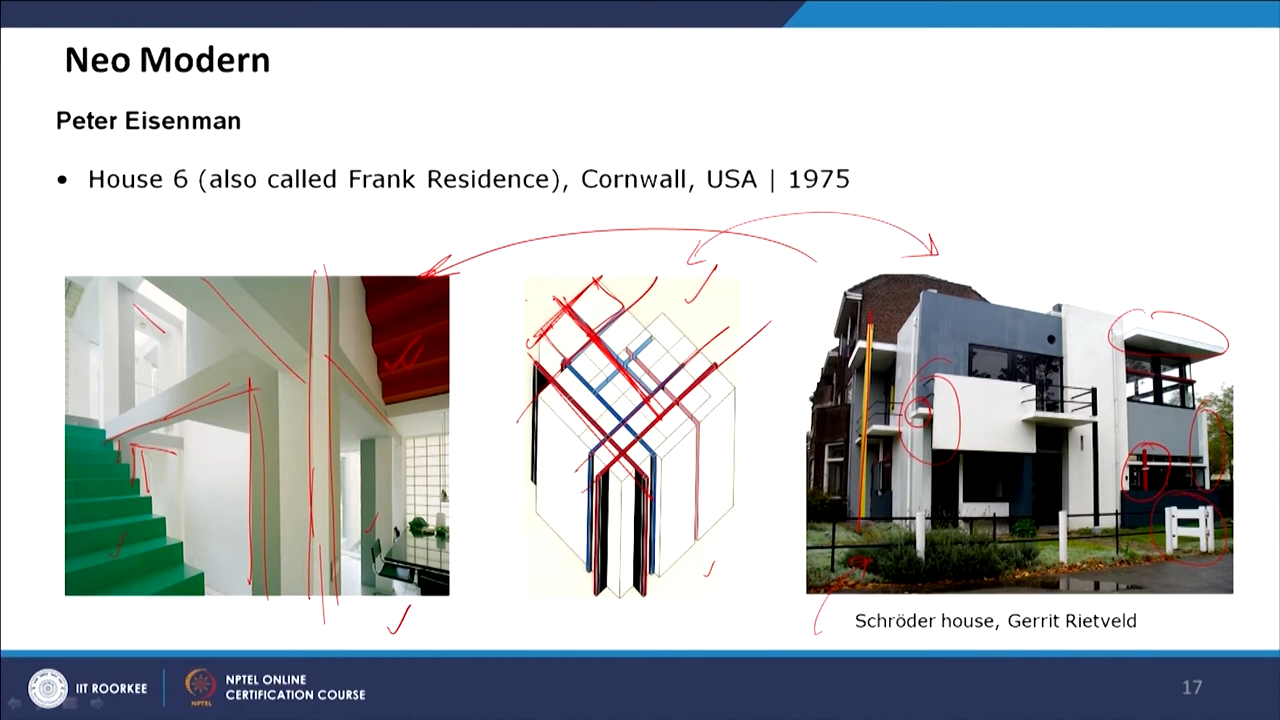 Neo Modern
Peter Eisenman
• House 6 (also called Frank Residence), Cornwall, USA | 1975
Schröder house, Gerrit Rietveld
IIT ROORKEE
NPTEL
NPTEL ONLINE
CERTIFICATION COURSE
17